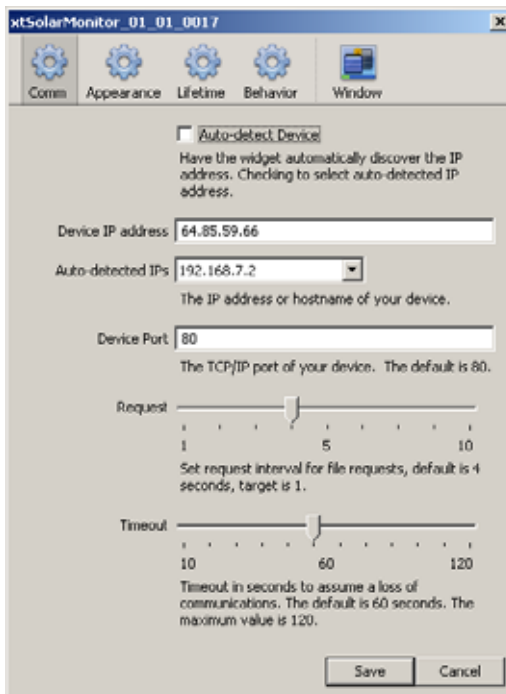 xtSolarMonitor_01_01_0017
Comm Appearance Lifetime Behavior Window
Auto-detect Device
Have the widget automatically discover the IP
address. Checking to select auto-detected IP
address.
Device IP address 64.85.59.66
Auto-detected IPs 192.168.7.2
The IP address or hostname of your device.
Device Port 80
The TCP/IP port of your device. The default is 80.
Request
1 5 10
Set request interval for file requests, default is 4
seconds, target is 1.
Timeout
10 60 120
Timeout in seconds to assume a loss of
communications. The default is 60 seconds. The
maximum value is 120.
Save Cancel